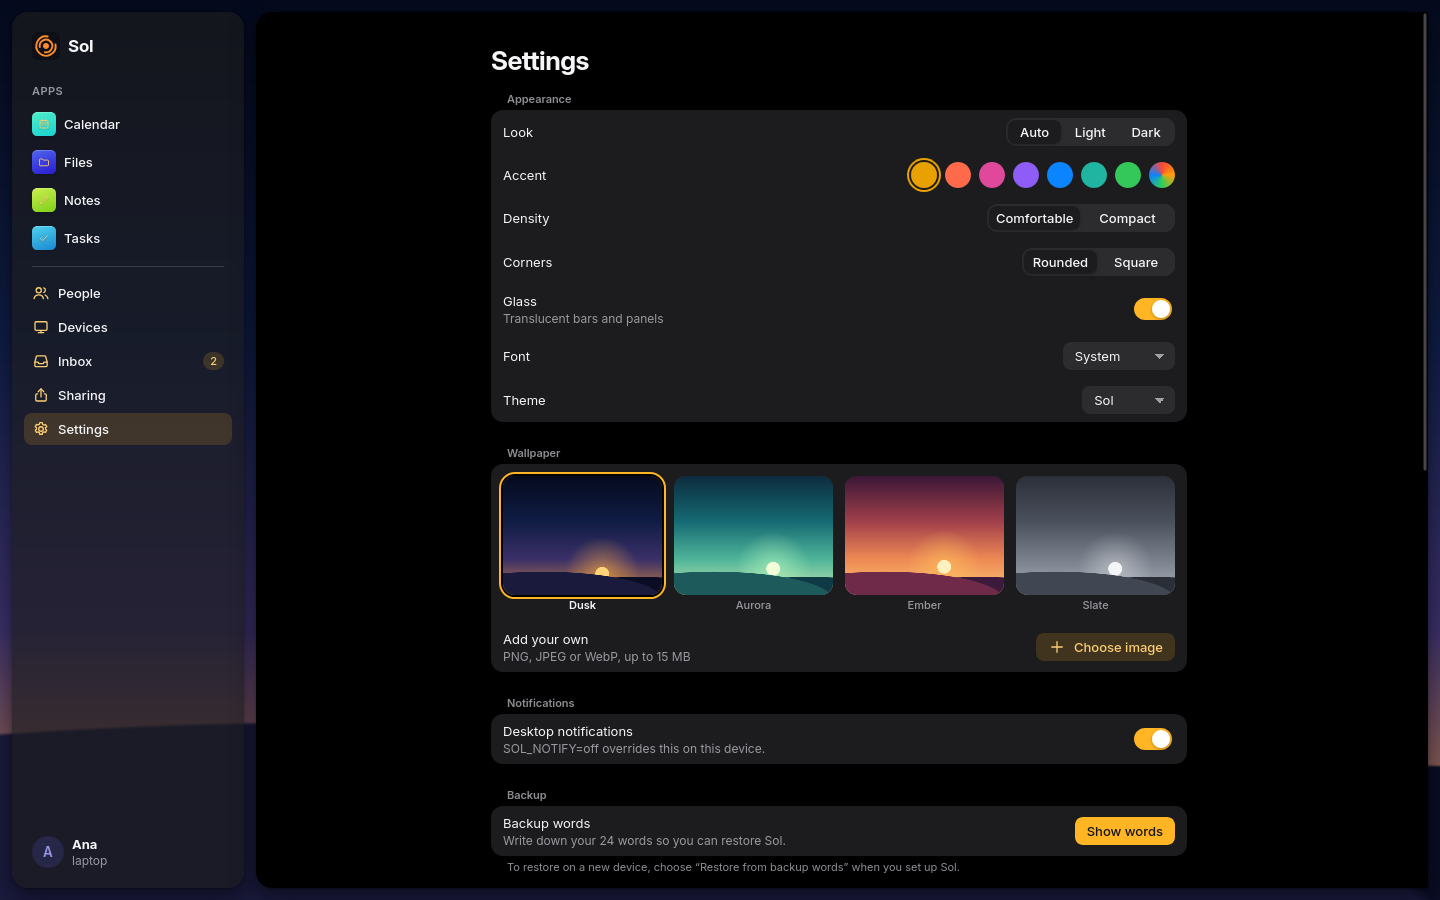 Sol
APPS
Calendar
Files
Notes
Tasks
People
Devices
Inbox
2
Sharing
Settings
A
Ana
laptop
Settings
Appearance
Look
Auto
Light
Dark
Accent
Density
Comfortable
Compact
Corners
Rounded
Square
Glass
Translucent bars and panels
Font
System
Theme
Sol
Wallpaper
Dusk
Aurora
Ember
Slate
Add your own
PNG, JPEG or WebP, up to 15 MB
Choose image
Notifications
Desktop notifications
SOL_NOTIFY=off overrides this on this device.
Backup
Backup words
Write down your 24 words so you can restore Sol.
Show words
To restore on a new device, choose “Restore from backup words” when you set up Sol.